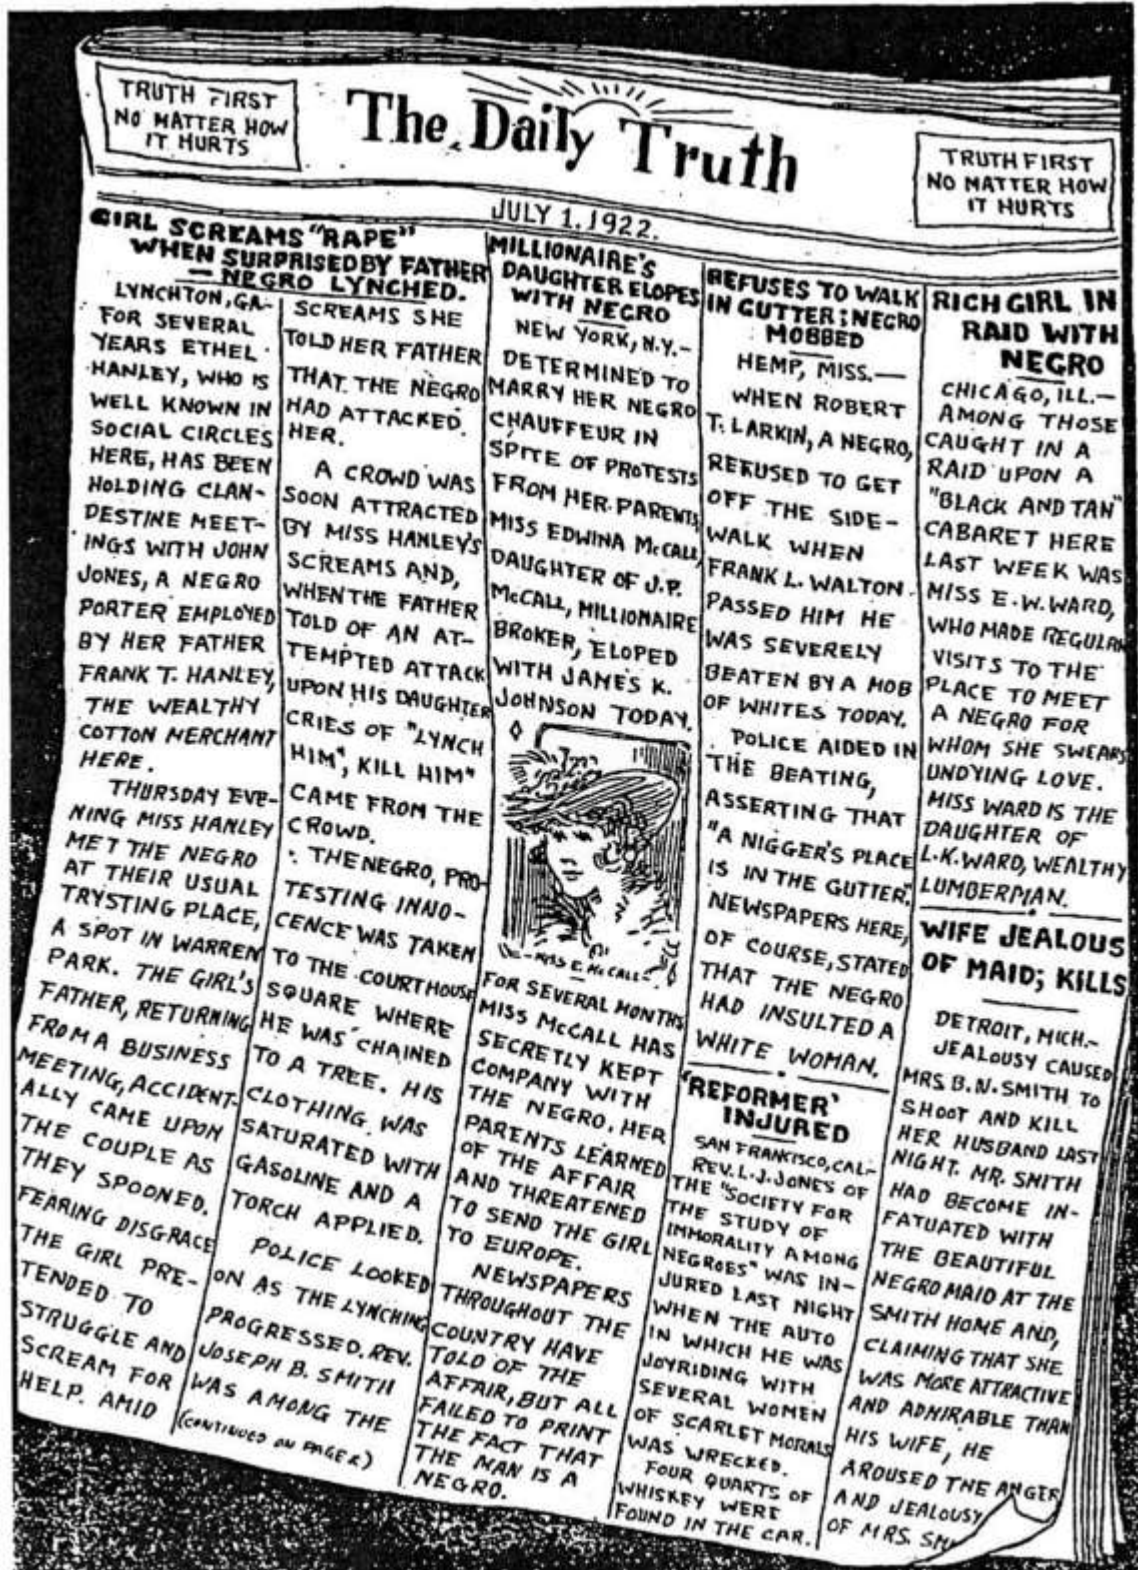 TRUTH FIRST
NO MATTER HOW
IT HURTS
The Daily Truth
TRUTH FIRST
NO MATTER HOW
IT HURTS
JULY 1, 1922.
GIRL SCREAMS "RAPE"
WHEN SURPRISED BY FATHER
— NEGRO LYNCHED.
LYNCHTON, GA-
FOR SEVERAL
YEARS ETHEL
HANLEY, WHO IS
WELL KNOWN IN
SOCIAL CIRCLES
HERE, HAS BEEN
HOLDING CLAN-
DESTINE MEET-
INGS WITH JOHN
JONES, A NEGRO
PORTER EMPLOYED
BY HER FATHER
FRANK T. HANLEY,
THE WEALTHY
COTTON MERCHANT
HERE.
THURSDAY EVE-
NING MISS HANLEY
MET THE NEGRO
AT THEIR USUAL
TRYSTING PLACE,
A SPOT IN WARREN
PARK. THE GIRL'S
FATHER, RETURNING
FROM A BUSINESS
MEETING, ACCIDENT-
ALLY CAME UPON
THE COUPLE AS
THEY SPOONED.
FEARING DISGRACE
THE GIRL PRE-
TENDED TO
STRUGGLE AND
SCREAM FOR
HELP. AMID
SCREAMS SHE
TOLD HER FATHER
THAT THE NEGRO
HAD ATTACKED
HER.
A CROWD WAS
SOON ATTRACTED
BY MISS HANLEY'S
SCREAMS AND,
WHEN THE FATHER
TOLD OF AN AT-
TEMPTED ATTACK
UPON HIS DAUGHTER
CRIES OF "LYNCH
HIM", KILL HIM"
CAME FROM THE
CROWD.
THE NEGRO, PRO-
TESTING INNO-
CENCE WAS TAKEN
TO THE COURTHOUSE
SQUARE WHERE
HE WAS CHAINED
TO A TREE. HIS
CLOTHING WAS
SATURATED WITH
GASOLINE AND A
TORCH APPLIED.
POLICE LOOKED
ON AS THE LYNCHING
PROGRESSED. REV.
JOSEPH B. SMITH
WAS AMONG THE
(CONTINUED ON PAGE 2)
MILLIONAIRE'S
DAUGHTER ELOPES
WITH NEGRO
NEW YORK, N.Y.-
DETERMINED TO
MARRY HER NEGRO
CHAUFFEUR IN
SPITE OF PROTESTS
FROM HER PARENTS,
MISS EDWINA McCALL,
DAUGHTER OF J.P.
McCALL, MILLIONAIRE
BROKER, ELOPED
WITH JAMES K.
JOHNSON TODAY.
-MISS E. McCALL-
FOR SEVERAL MONTHS
MISS McCALL HAS
SECRETLY KEPT
COMPANY WITH
THE NEGRO. HER
PARENTS LEARNED
OF THE AFFAIR
AND THREATENED
TO SEND THE GIRL
TO EUROPE.
NEWSPAPERS
THROUGHOUT THE
COUNTRY HAVE
TOLD OF THE
AFFAIR, BUT ALL
FAILED TO PRINT
THE FACT THAT
THE MAN IS A
NEGRO.
REFUSES TO WALK
IN GUTTER; NEGRO
MOBBED
HEMP, MISS.—
WHEN ROBERT
T. LARKIN, A NEGRO,
REFUSED TO GET
OFF THE SIDE-
WALK WHEN
FRANK L. WALTON
PASSED HIM HE
WAS SEVERELY
BEATEN BY A MOB
OF WHITES TODAY.
POLICE AIDED IN
THE BEATING,
ASSERTING THAT
"A NIGGER'S PLACE
IS IN THE GUTTER".
NEWSPAPERS HERE,
OF COURSE, STATED
THAT THE NEGRO
HAD INSULTED A
WHITE WOMAN.
'REFORMER'
INJURED
SAN FRANCISCO, CAL-
REV. L.J. JONES OF
THE "SOCIETY FOR
THE STUDY OF
IMMORALITY AMONG
NEGROES" WAS IN-
JURED LAST NIGHT
WHEN THE AUTO
IN WHICH HE WAS
JOYRIDING WITH
SEVERAL WOMEN
OF SCARLET MORALS
WAS WRECKED.
FOUR QUARTS OF
WHISKEY WERE
FOUND IN THE CAR.
RICH GIRL IN
RAID WITH
NEGRO
CHICAGO, ILL.—
AMONG THOSE
CAUGHT IN A
RAID UPON A
"BLACK AND TAN"
CABARET HERE
LAST WEEK WAS
MISS E.W. WARD,
WHO MADE REGULAR
VISITS TO THE
PLACE TO MEET
A NEGRO FOR
WHOM SHE SWEARS
UNDYING LOVE.
MISS WARD IS THE
DAUGHTER OF
L.K. WARD, WEALTHY
LUMBERMAN.
WIFE JEALOUS
OF MAID; KILLS
DETROIT, MICH.-
JEALOUSY CAUSED
MRS. B.N. SMITH TO
SHOOT AND KILL
HER HUSBAND LAST
NIGHT. MR. SMITH
HAD BECOME IN-
FATUATED WITH
THE BEAUTIFUL
NEGRO MAID AT THE
SMITH HOME AND,
CLAIMING THAT SHE
WAS MORE ATTRACTIVE
AND ADMIRABLE THAN
HIS WIFE, HE
AROUSED THE ANGER
AND JEALOUSY
OF MRS. SM